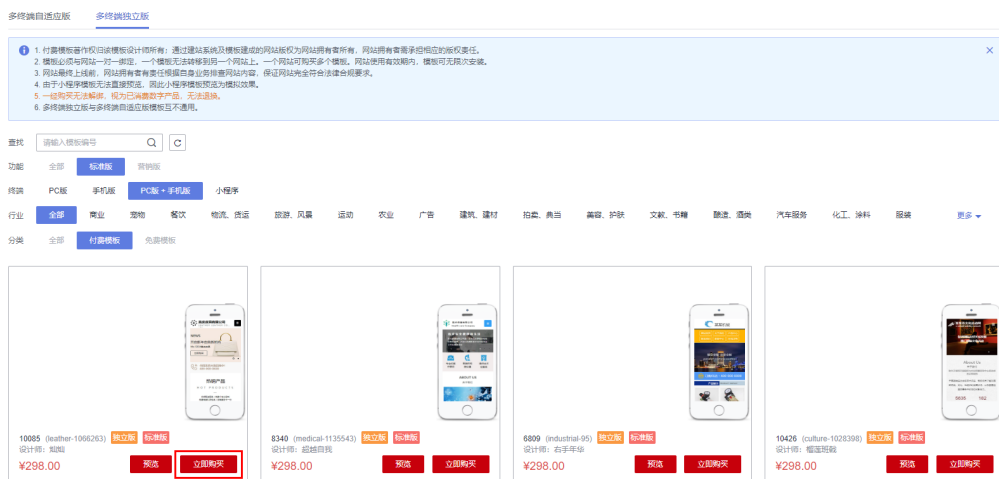 多终端自适应版 多终端独立版
1. 付费模板著作权归该模板设计师所有；通过建站系统及模板建成的网站版权为网站拥有者所有，网站拥有者需承担相应的版权责任。
2. 模板必须与网站一对一绑定，一个模板无法转移到另一个网站上。一个网站可购买多个模板。网站使用有效期内，模板可无限次安装。
3. 网站最终上线前，网站拥有者有责任根据自身业务排查网站内容，保证网站完全符合法律合规要求。
4. 由于小程序模板无法直接预览，因此小程序模板预览为模拟效果。
5. 一经购买无法解绑，视为已消费数字产品，无法退换。
6. 多终端独立版与多终端自适应版模板互不通用。
查找 请输入模板编号
功能 全部 标准版 营销版
终端 PC版 手机版 PC版 + 手机版 小程序
行业 全部 商业 宠物 餐饮 物流、货运 旅游、风景 运动 农业 广告 建筑、建材 拍卖、典当 美容、护肤 文献、书籍 酿造、酒类 汽车服务 化工、涂料 服装 更多
分类 全部 付费模板 免费模板
热销产品
About Us
产品展示
10085 (leather-1066263) 独立版 标准版
设计师：灿灿
¥298.00 预览 立即购买
8340 (medical-1135543) 独立版 标准版
设计师：超越自我
¥298.00 预览 立即购买
6809 (industrial-95) 独立版 标准版
设计师：右手年华
¥298.00 预览 立即购买
10426 (culture-1028398) 独立版 标准版
设计师：榴莲班戟
¥298.00 预览 立即购买